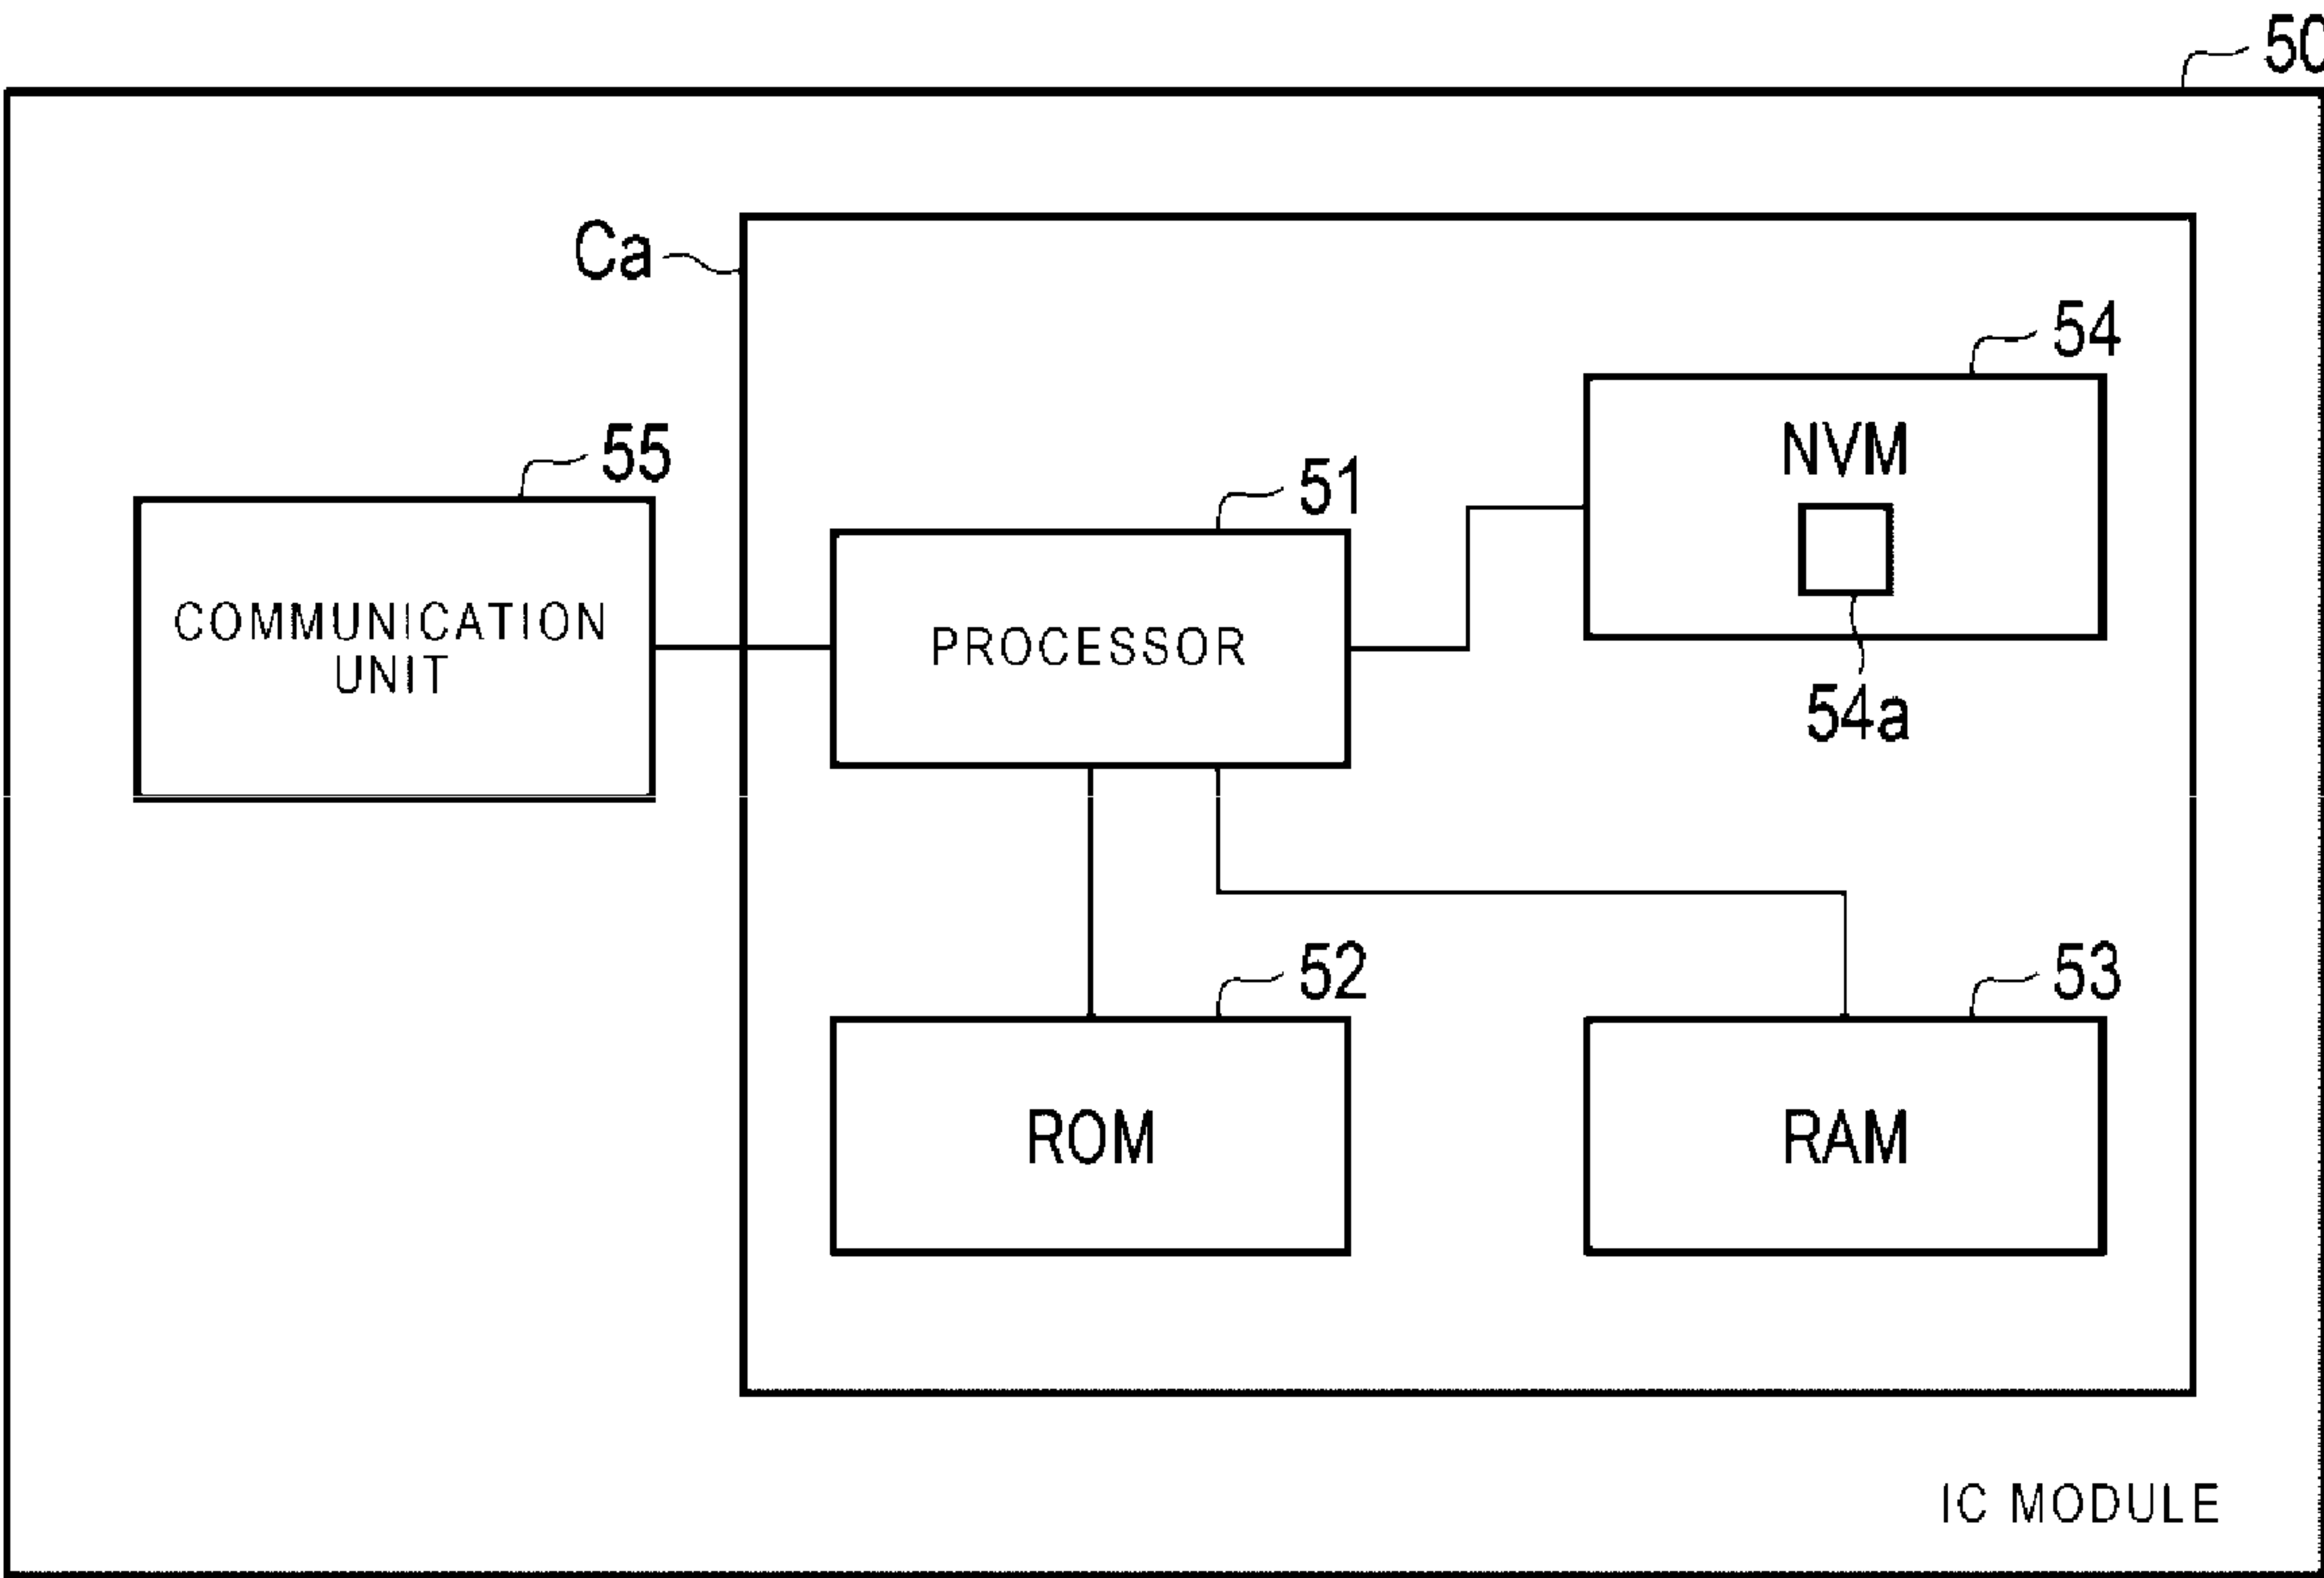 50
Ca
54
NVM
55
51
COMMUNICATION
UNIT
PROCESSOR
54a
52
53
ROM
RAM
IC MODULE